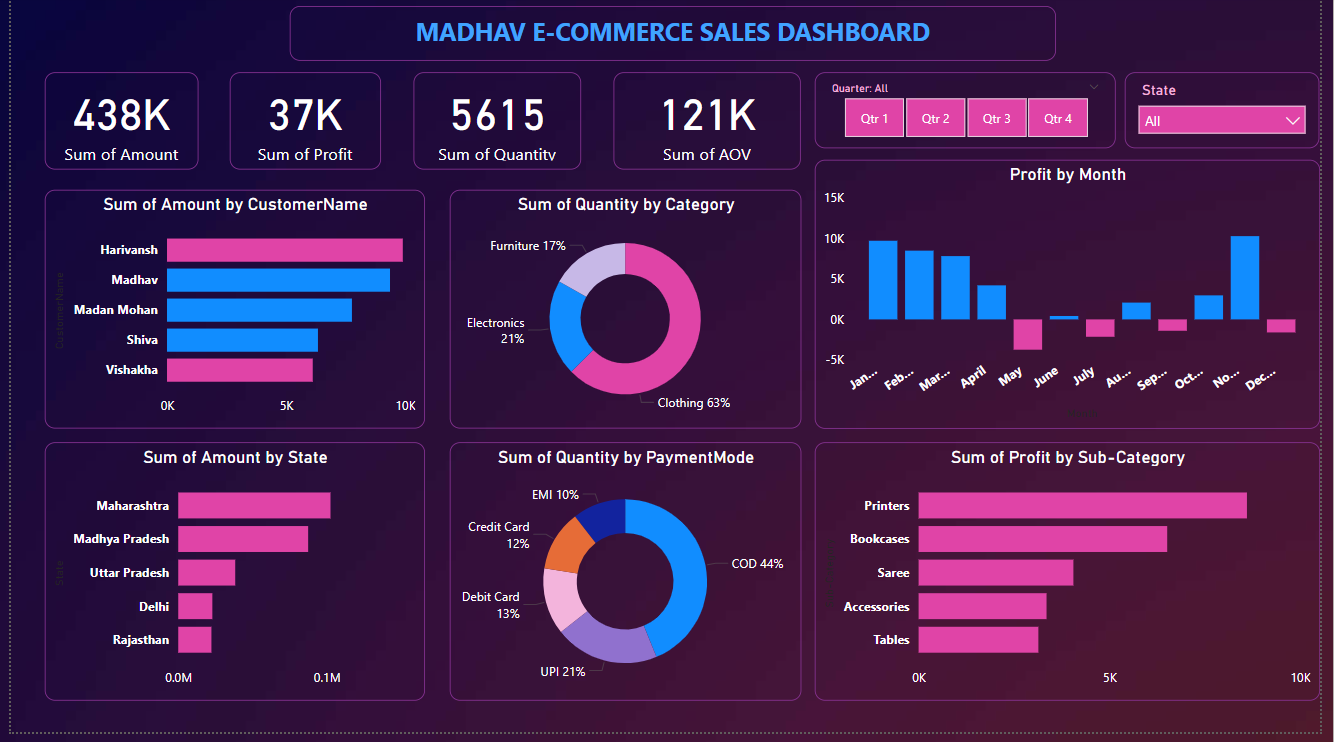 MADHAV E-COMMERCE SALES DASHBOARD
438K
Sum of Amount
37K
Sum of Profit
5615
Sum of Quantity
121K
Sum of AOV
Quarter: All
Qtr 1
Qtr 2
Qtr 3
Qtr 4
State
All
Sum of Amount by CustomerName
CustomerName
Harivansh
Madhav
Madan Mohan
Shiva
Vishakha
0K
5K
10K
Sum of Quantity by Category
Furniture 17%
Electronics
21%
Clothing 63%
Profit by Month
15K
10K
5K
0K
-5K
Jan...
Feb...
Mar...
April
May
June
July
Au...
Sep...
Oct...
No...
Dec...
Sum of Amount by State
State
Maharashtra
Madhya Pradesh
Uttar Pradesh
Delhi
Rajasthan
0.0M
0.1M
Sum of Quantity by PaymentMode
EMI 10%
Credit Card
12%
Debit Card
13%
UPI 21%
COD 44%
Sum of Profit by Sub-Category
Printers
Bookcases
Saree
Accessories
Tables
0K
5K
10K